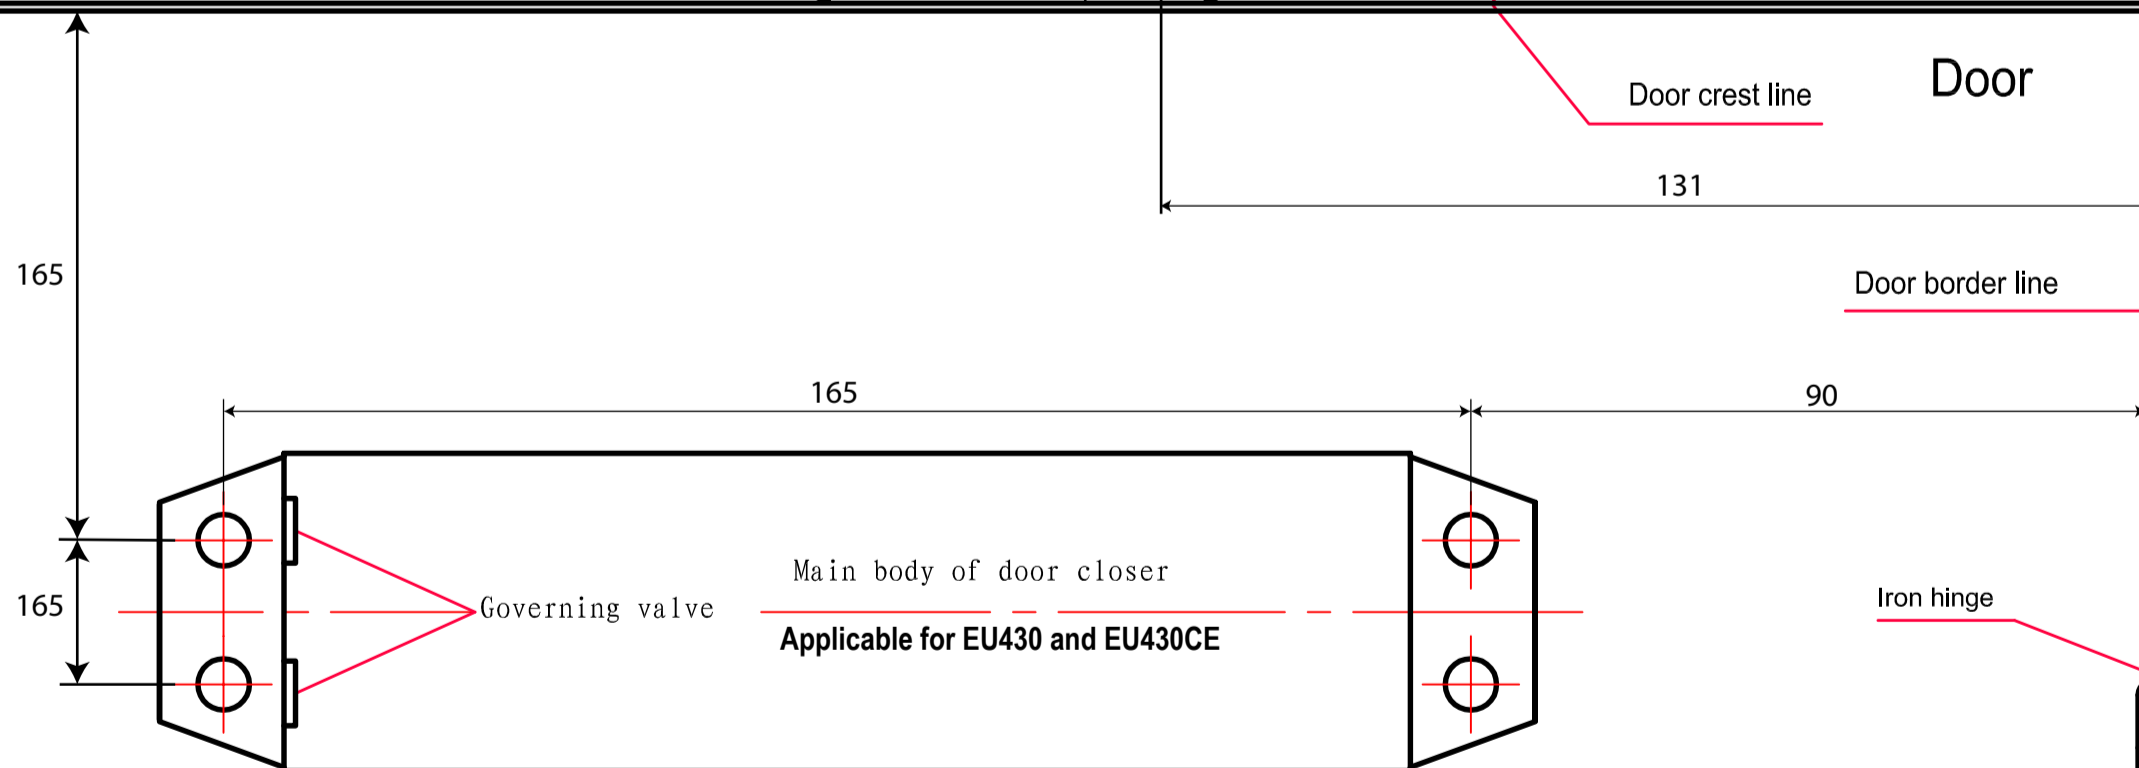 Door
Door crest line
131
165
Door border line
165
90
Main body of door closer
Iron hinge
165
Governing valve
Applicable for EU430 and EU430CE